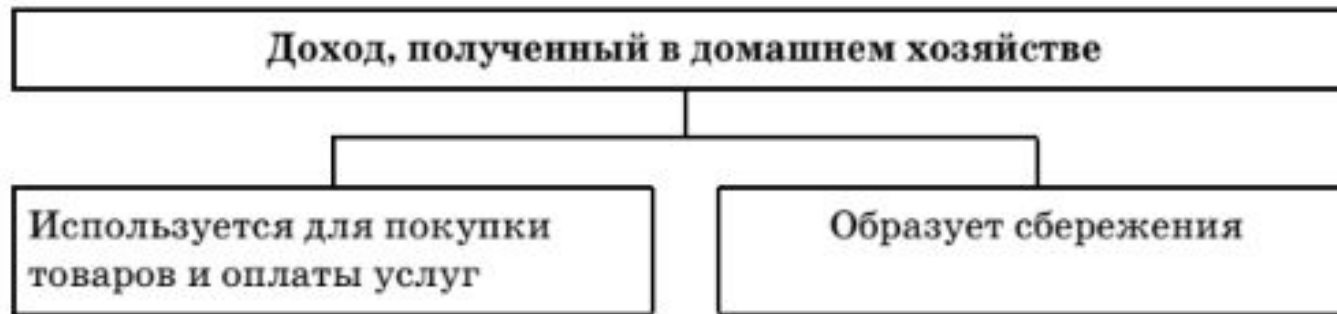 Доход, полученный в домашнем хозяйстве
Используется для покупки
товаров и оплаты услуг
Образует сбережения